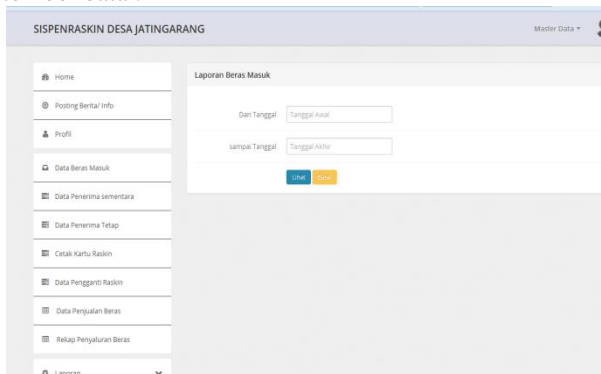 SISPENRASKIN DESA JATINGARANG
Master Data
Home
Posting Berita/ Info
Profil
Data Beras Masuk
Data Penerima sementara
Data Penerima Tetap
Cetak Kartu Raskin
Data Pengganti Raskin
Data Penjualan Beras
Rekap Penyaluran Beras
Laporan
Laporan Beras Masuk
Dari Tanggal
Tanggal Awal
sampai Tanggal
Tanggal Akhir
Lihat